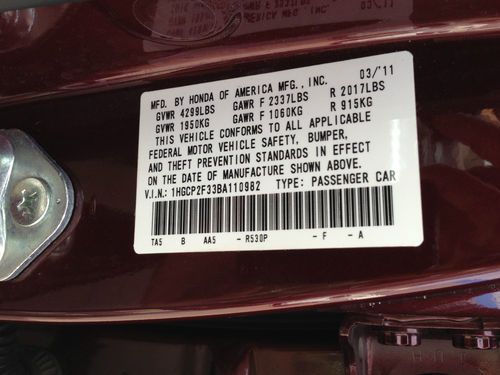 MFD. BY HONDA OF AMERICA MFG., INC. 03/'11
GVWR 4299LBS GAWR F 2337LBS R 2017LBS
GVWR 1950KG GAWR F 1060KG R 915KG
THIS VEHICLE CONFORMS TO ALL APPLICABLE
FEDERAL MOTOR VEHICLE SAFETY, BUMPER,
AND THEFT PREVENTION STANDARDS IN EFFECT
ON THE DATE OF MANUFACTURE SHOWN ABOVE.
V.I.N.: 1HGCP2F33BA110982 TYPE: PASSENGER CAR
TA5 B AA5 -R530P -F -A